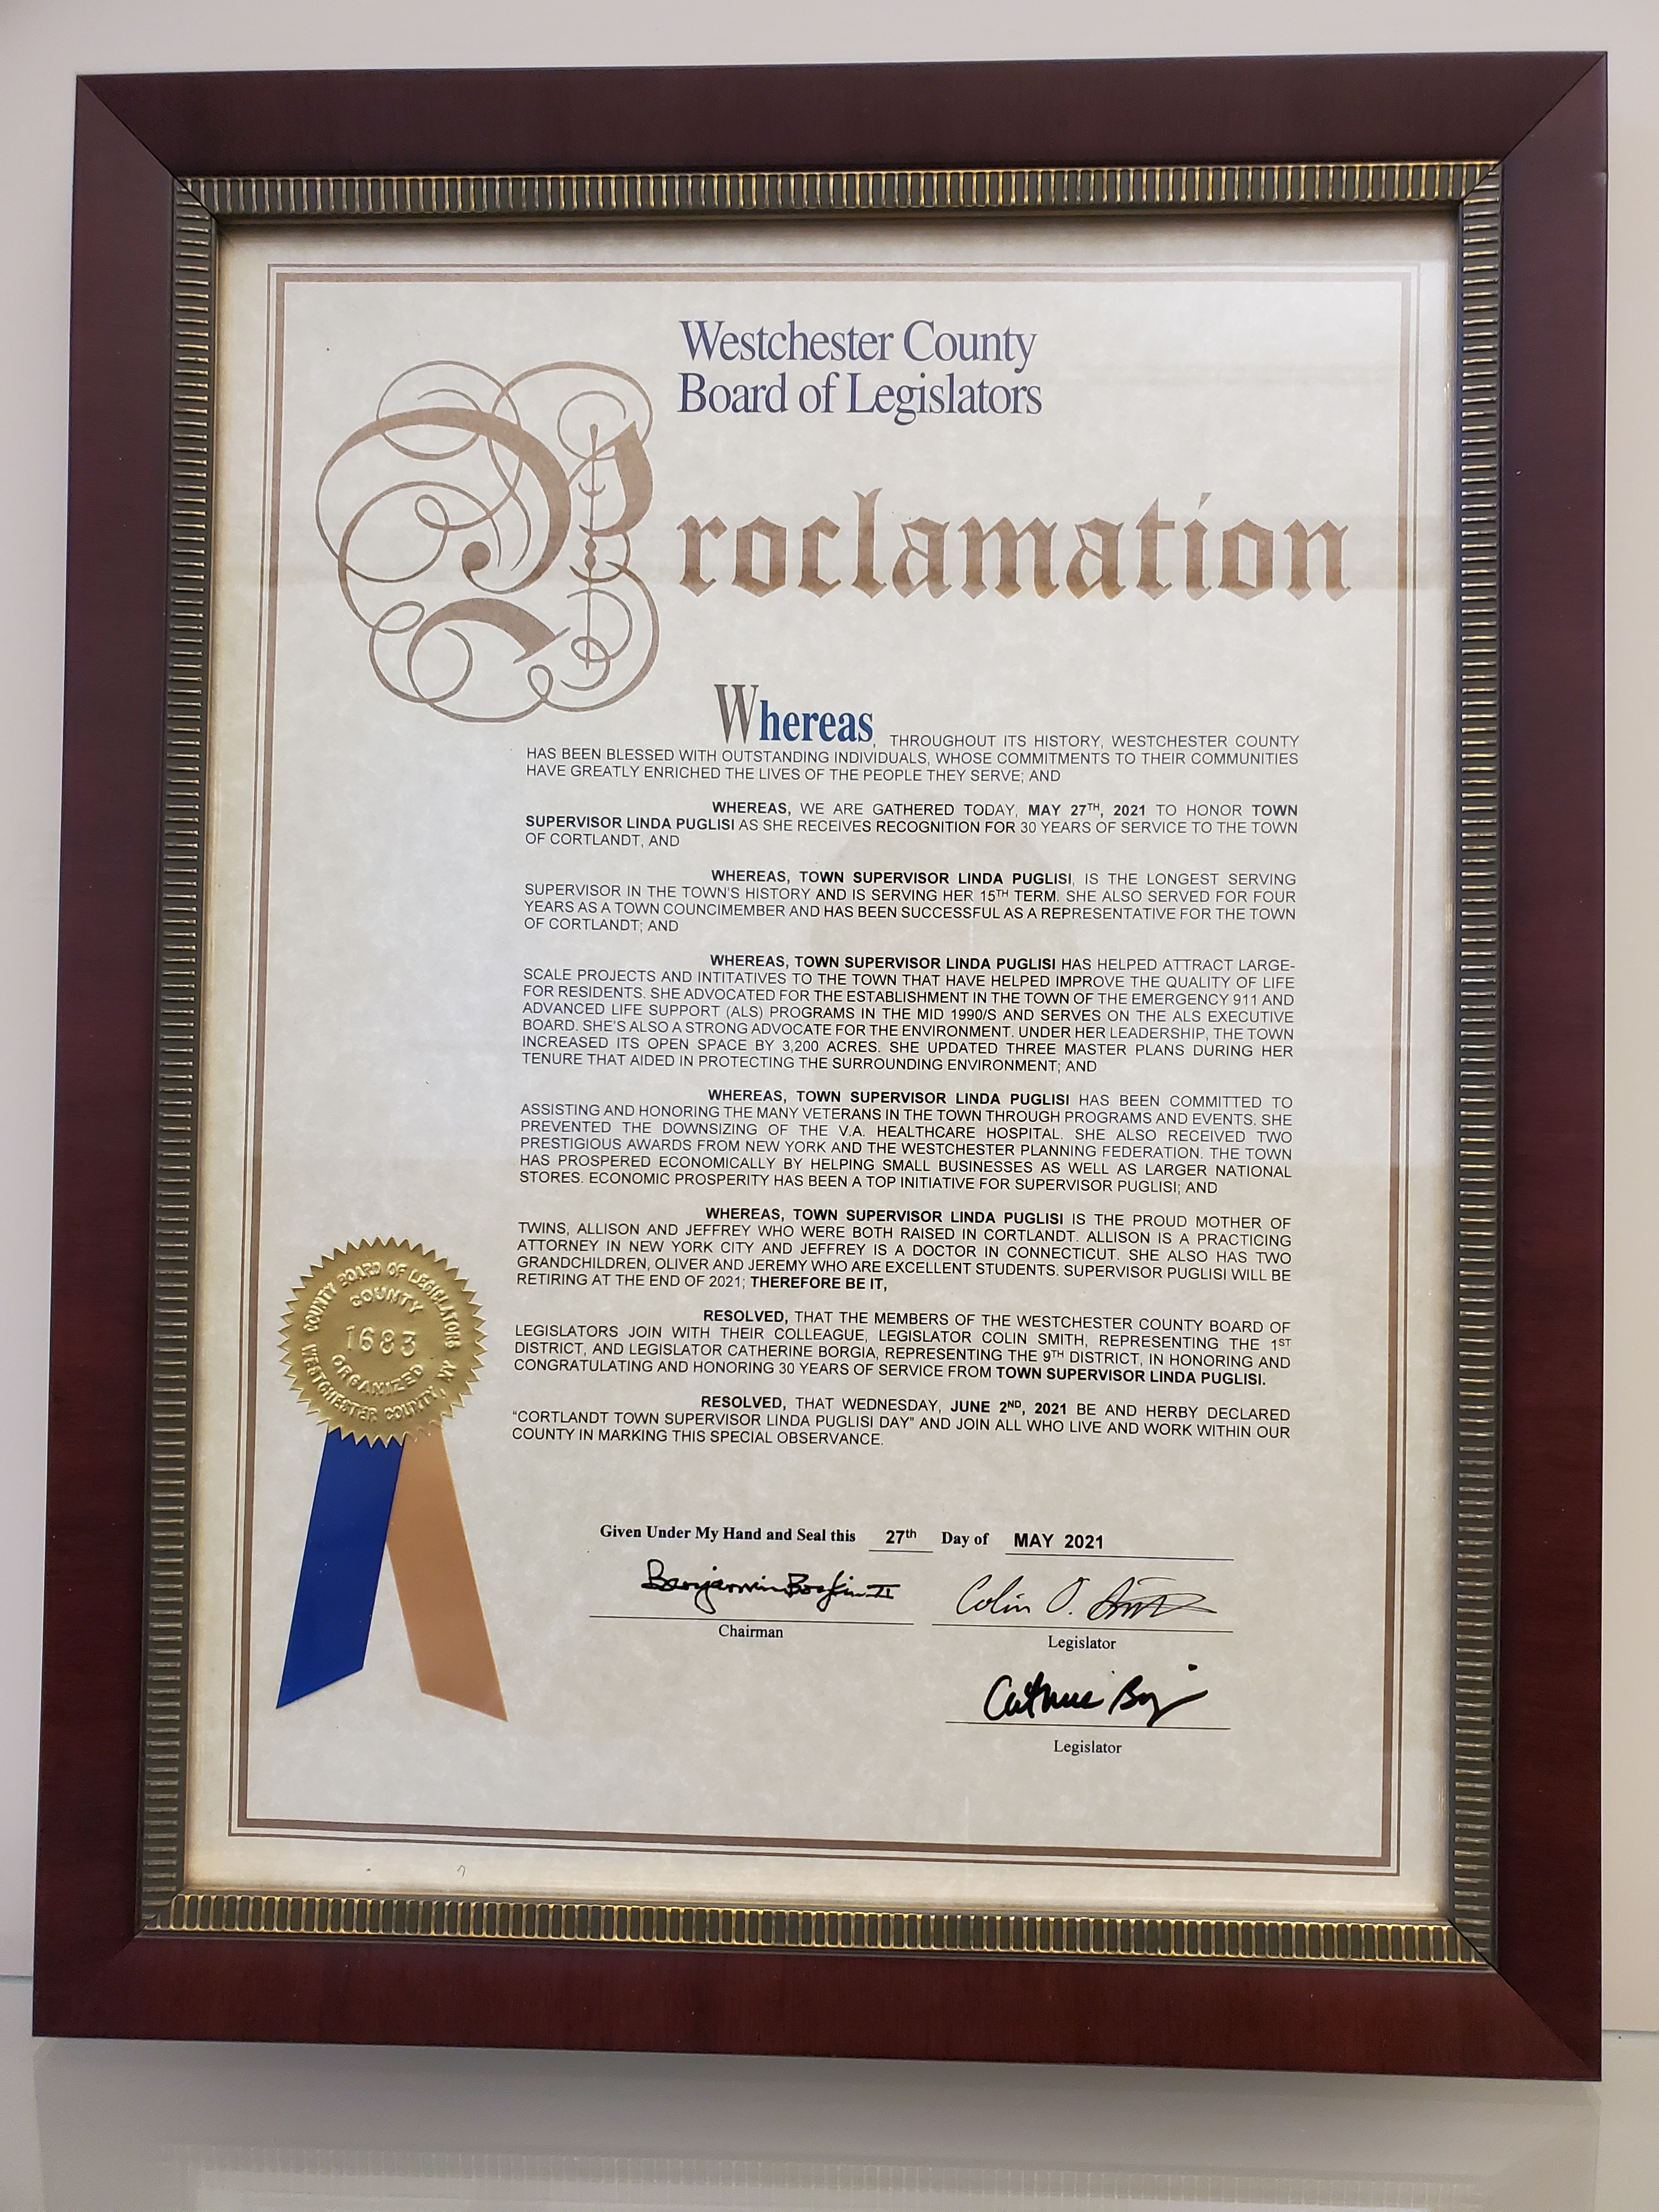 Westchester County
Board of Legislators
Proclamation
Whereas, THROUGHOUT ITS HISTORY, WESTCHESTER COUNTY
HAS BEEN BLESSED WITH OUTSTANDING INDIVIDUALS, WHOSE COMMITMENTS TO THEIR COMMUNITIES
HAVE GREATLY ENRICHED THE LIVES OF THE PEOPLE THEY SERVE; AND
WHEREAS, WE ARE GATHERED TODAY, MAY 27TH, 2021 TO HONOR TOWN
SUPERVISOR LINDA PUGLISI AS SHE RECEIVES RECOGNITION FOR 30 YEARS OF SERVICE TO THE TOWN
OF CORTLANDT, AND
WHEREAS, TOWN SUPERVISOR LINDA PUGLISI, IS THE LONGEST SERVING
SUPERVISOR IN THE TOWN'S HISTORY AND IS SERVING HER 15TH TERM. SHE ALSO SERVED FOR FOUR
YEARS AS A TOWN COUNCIMEMBER AND HAS BEEN SUCCESSFUL AS A REPRESENTATIVE FOR THE TOWN
OF CORTLANDT; AND
WHEREAS, TOWN SUPERVISOR LINDA PUGLISI HAS HELPED ATTRACT LARGE-
SCALE PROJECTS AND INTITATIVES TO THE TOWN THAT HAVE HELPED IMPROVE THE QUALITY OF LIFE
FOR RESIDENTS. SHE ADVOCATED FOR THE ESTABLISHMENT IN THE TOWN OF THE EMERGENCY 911 AND
ADVANCED LIFE SUPPORT (ALS) PROGRAMS IN THE MID 1990/S AND SERVES ON THE ALS EXECUTIVE
BOARD. SHE'S ALSO A STRONG ADVOCATE FOR THE ENVIRONMENT. UNDER HER LEADERSHIP, THE TOWN
INCREASED ITS OPEN SPACE BY 3,200 ACRES. SHE UPDATED THREE MASTER PLANS DURING HER
TENURE THAT AIDED IN PROTECTING THE SURROUNDING ENVIRONMENT; AND
WHEREAS, TOWN SUPERVISOR LINDA PUGLISI HAS BEEN COMMITTED TO
ASSISTING AND HONORING THE MANY VETERANS IN THE TOWN THROUGH PROGRAMS AND EVENTS. SHE
PREVENTED THE DOWNSIZING OF THE V.A. HEALTHCARE HOSPITAL. SHE ALSO RECEIVED TWO
PRESTIGIOUS AWARDS FROM NEW YORK AND THE WESTCHESTER PLANNING FEDERATION. THE TOWN
HAS PROSPERED ECONOMICALLY BY HELPING SMALL BUSINESSES AS WELL AS LARGER NATIONAL
STORES. ECONOMIC PROSPERITY HAS BEEN A TOP INITIATIVE FOR SUPERVISOR PUGLISI; AND
WHEREAS, TOWN SUPERVISOR LINDA PUGLISI IS THE PROUD MOTHER OF
TWINS, ALLISON AND JEFFREY WHO WERE BOTH RAISED IN CORTLANDT. ALLISON IS A PRACTICING
ATTORNEY IN NEW YORK CITY AND JEFFREY IS A DOCTOR IN CONNECTICUT. SHE ALSO HAS TWO
GRANDCHILDREN, OLIVER AND JEREMY WHO ARE EXCELLENT STUDENTS. SUPERVISOR PUGLISI WILL BE
RETIRING AT THE END OF 2021; THEREFORE BE IT,
RESOLVED, THAT THE MEMBERS OF THE WESTCHESTER COUNTY BOARD OF
LEGISLATORS JOIN WITH THEIR COLLEAGUE, LEGISLATOR COLIN SMITH, REPRESENTING THE 1ST
DISTRICT, AND LEGISLATOR CATHERINE BORGIA, REPRESENTING THE 9TH DISTRICT, IN HONORING AND
CONGRATULATING AND HONORING 30 YEARS OF SERVICE FROM TOWN SUPERVISOR LINDA PUGLISI.
RESOLVED, THAT WEDNESDAY, JUNE 2ND, 2021 BE AND HERBY DECLARED
"CORTLANDT TOWN SUPERVISOR LINDA PUGLISI DAY" AND JOIN ALL WHO LIVE AND WORK WITHIN OUR
COUNTY IN MARKING THIS SPECIAL OBSERVANCE.
COUNTY BOARD OF LEGISLATORS
WESTCHESTER COUNTY, NY
COUNTY
1683
ORGANIZED
Given Under My Hand and Seal this 27th Day of MAY 2021
Benjamin Boykin II
Colin O. Smith
Chairman
Legislator
Catherine Borgia
Legislator